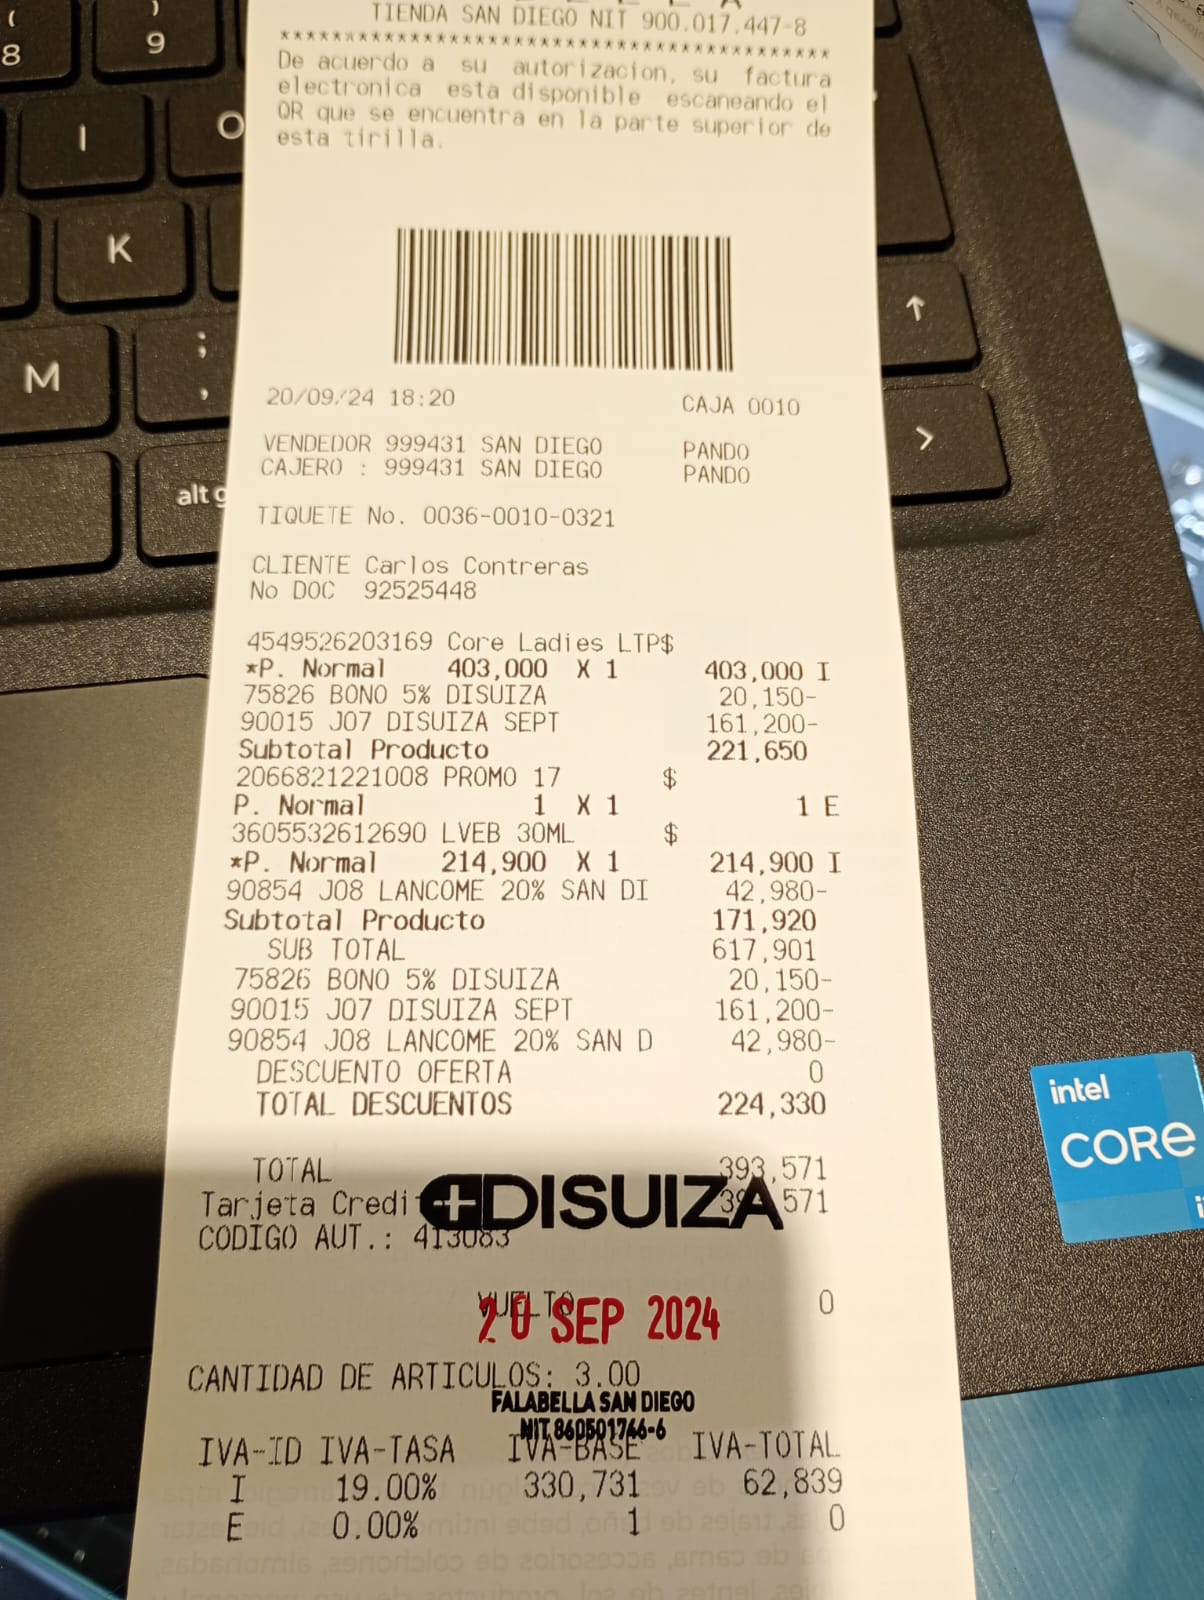 TIENDA SAN DIEGO NIT 900.017.447-8
******************************************
De acuerdo a su autorizacion, su factura
electronica esta disponible escaneando el
QR que se encuentra en la parte superior de
esta tirilla.
20/09/24 18:20 CAJA 0010
VENDEDOR 999431 SAN DIEGO PANDO
CAJERO : 999431 SAN DIEGO PANDO
TIQUETE No. 0036-0010-0321
CLIENTE Carlos Contreras
No DOC 92525448
4549526203169 Core Ladies LTP$
*P. Normal 403,000 X 1 403,000 I
75826 BONO 5% DISUIZA 20,150-
90015 J07 DISUIZA SEPT 161,200-
Subtotal Producto 221,650
2066821221008 PROMO 17 $
P. Normal 1 X 1 1 E
3605532612690 LVEB 30ML $
*P. Normal 214,900 X 1 214,900 I
90854 J08 LANCOME 20% SAN DI 42,980-
Subtotal Producto 171,920
SUB TOTAL 617,901
75826 BONO 5% DISUIZA 20,150-
90015 J07 DISUIZA SEPT 161,200-
90854 J08 LANCOME 20% SAN D 42,980-
DESCUENTO OFERTA 0
TOTAL DESCUENTOS 224,330
TOTAL 393,571
Tarjeta Credit 393,571
DISUIZA
CODIGO AUT.: 413083
VUELTO 0
20 SEP 2024
CANTIDAD DE ARTICULOS: 3.00
FALABELLA SAN DIEGO
NIT.860501766-6
IVA-ID IVA-TASA IVA-BASE IVA-TOTAL
I 19.00% 330,731 62,839
E 0.00% 1 0
( 8
) 9
I
O
K
M
;
,
alt g
intel
CORE